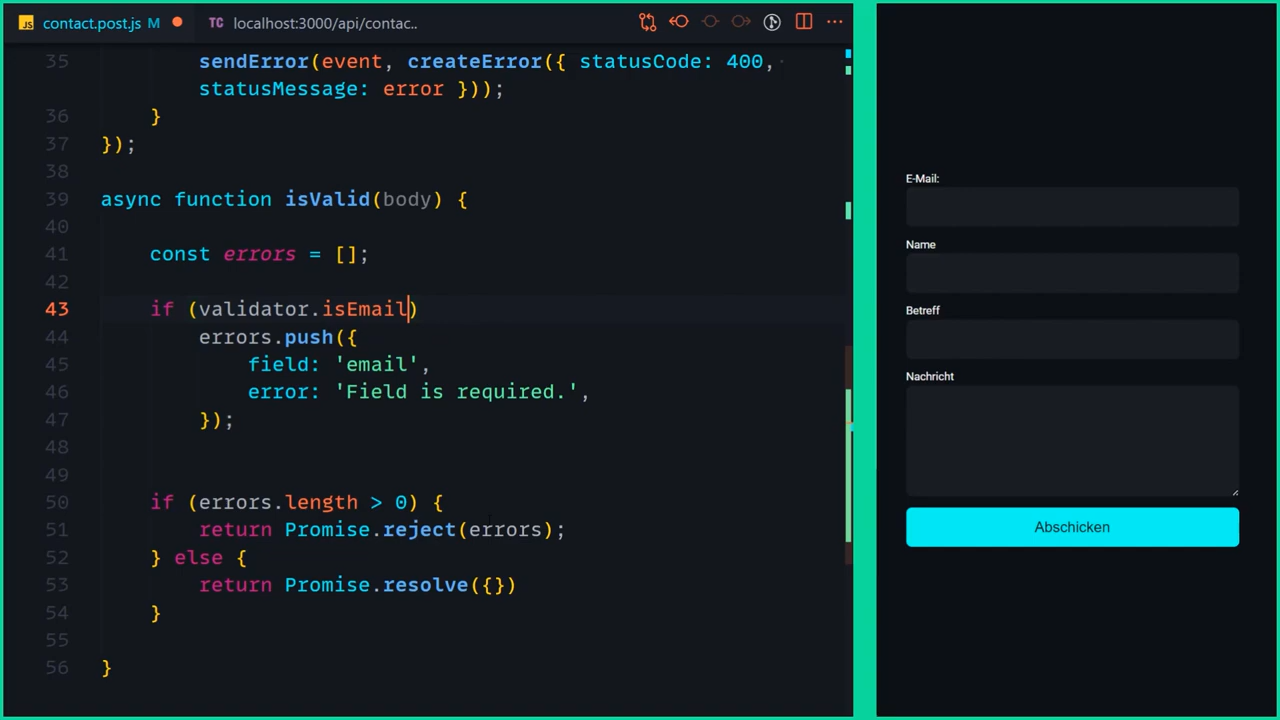 contact.post.js M
localhost:3000/api/contac..
35 sendError(event, createError({ statusCode: 400,
statusMessage: error }));
36 }
37 });
38
39 async function isValid(body) {
40
41 const errors = [];
42
43 if (validator.isEmail)
44 errors.push({
45 field: 'email',
46 error: 'Field is required.',
47 });
48
49
50 if (errors.length > 0) {
51 return Promise.reject(errors);
52 } else {
53 return Promise.resolve({})
54 }
55
56 }
E-Mail:
Name
Betreff
Nachricht
Abschicken
JS
TC